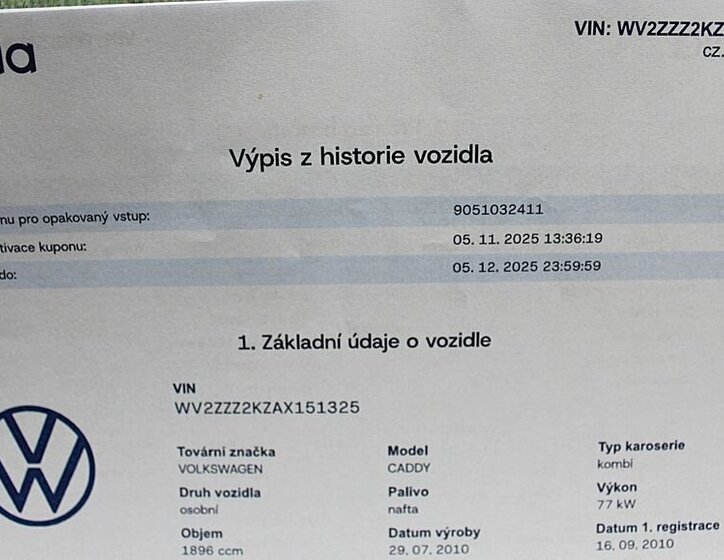 VIN: WV2ZZZ2KZ
cz.
Výpis z historie vozidla
nu pro opakovaný vstup: 9051032411
tivace kuponu: 05. 11. 2025 13:36:19
do: 05. 12. 2025 23:59:59
1. Základní údaje o vozidle
VIN
WV2ZZZ2KZAX151325
Tovární značka Model Typ karoserie
VOLKSWAGEN CADDY kombi
Druh vozidla Palivo Výkon
osobní nafta 77 kW
Objem Datum výroby Datum 1. registrace
1896 ccm 29. 07. 2010 16. 09. 2010